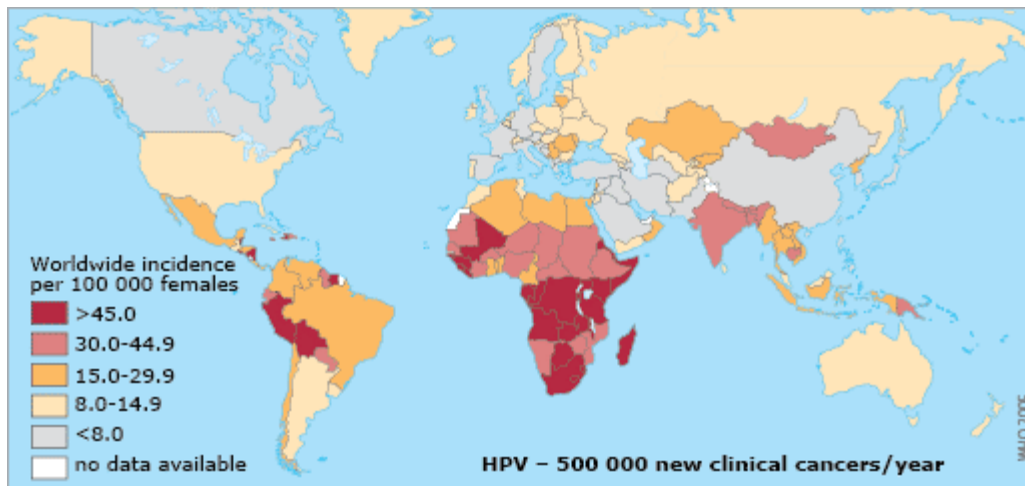 Worldwide incidence
per 100 000 females
>45.0
30.0-44.9
15.0-29.9
8.0-14.9
<8.0
no data available
HPV – 500 000 new clinical cancers/year